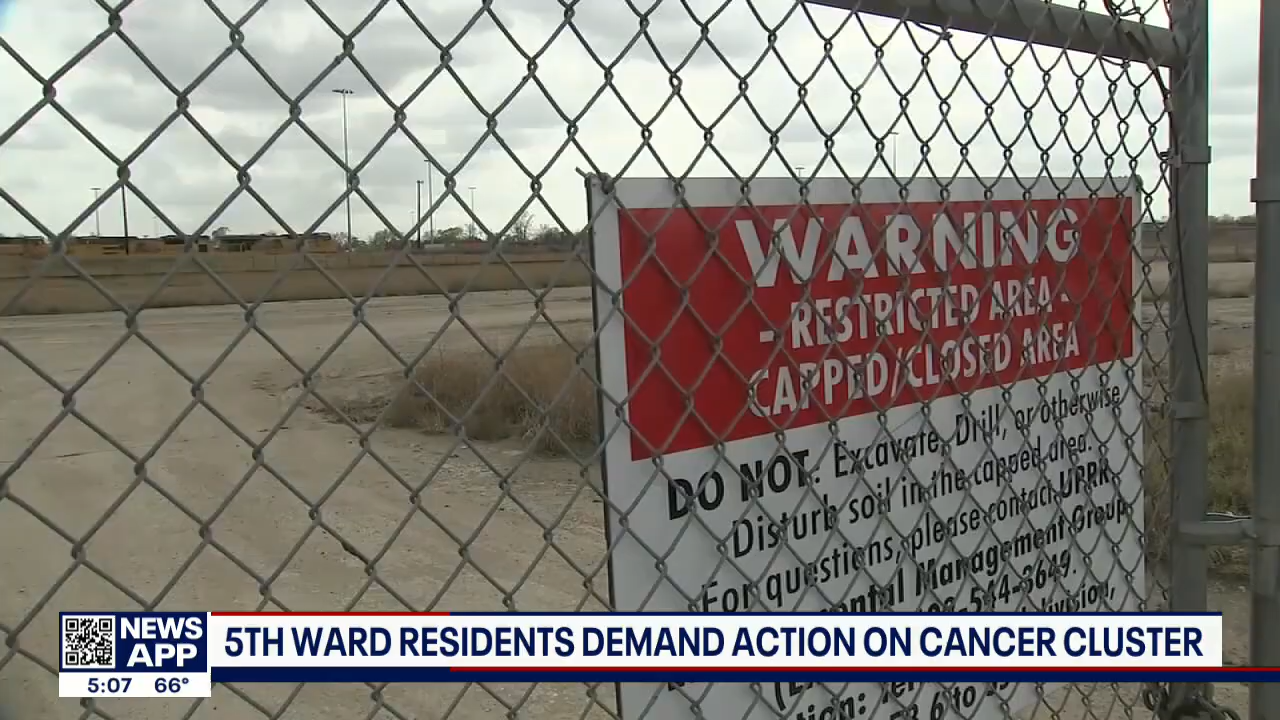 WARNING
- RESTRICTED AREA -
CAPPED/CLOSED AREA
DO NOT: Excavate, Drill, or otherwise
Disturb soil in the capped area.
For questions, please contact UPRR
Management Group
544-3649.
NEWS
APP
5TH WARD RESIDENTS DEMAND ACTION ON CANCER CLUSTER
5:07 66°